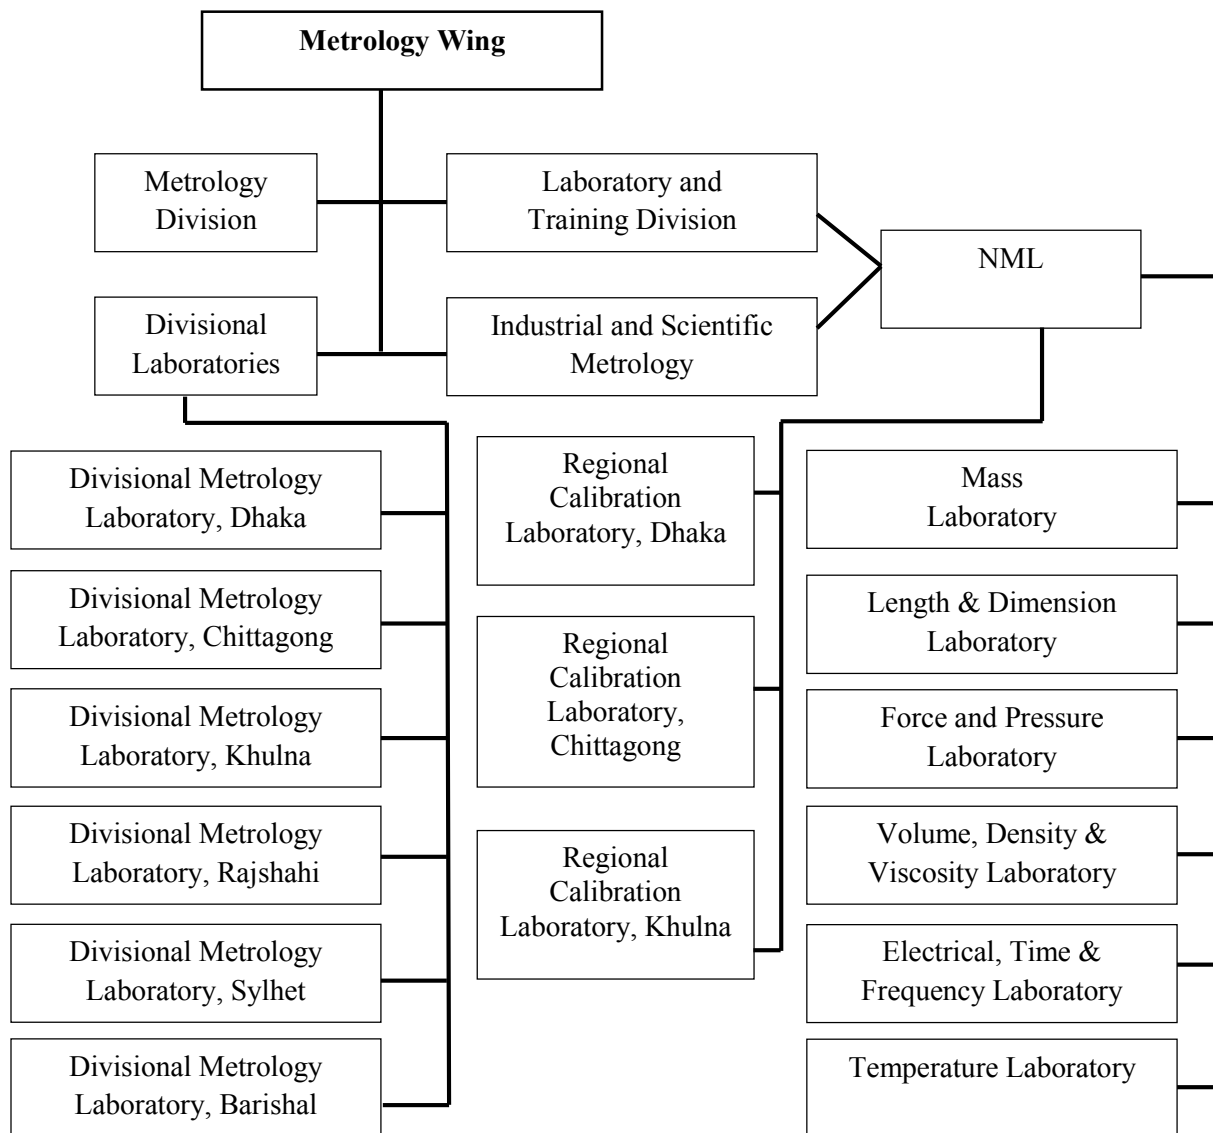 Metrology Wing
Metrology
Division
Laboratory and
Training Division
NML
Divisional
Laboratories
Industrial and Scientific
Metrology
Divisional Metrology
Laboratory, Dhaka
Divisional Metrology
Laboratory, Chittagong
Divisional Metrology
Laboratory, Khulna
Divisional Metrology
Laboratory, Rajshahi
Divisional Metrology
Laboratory, Sylhet
Divisional Metrology
Laboratory, Barishal
Regional
Calibration
Laboratory, Dhaka
Regional
Calibration
Laboratory,
Chittagong
Regional
Calibration
Laboratory, Khulna
Mass
Laboratory
Length & Dimension
Laboratory
Force and Pressure
Laboratory
Volume, Density &
Viscosity Laboratory
Electrical, Time &
Frequency Laboratory
Temperature Laboratory